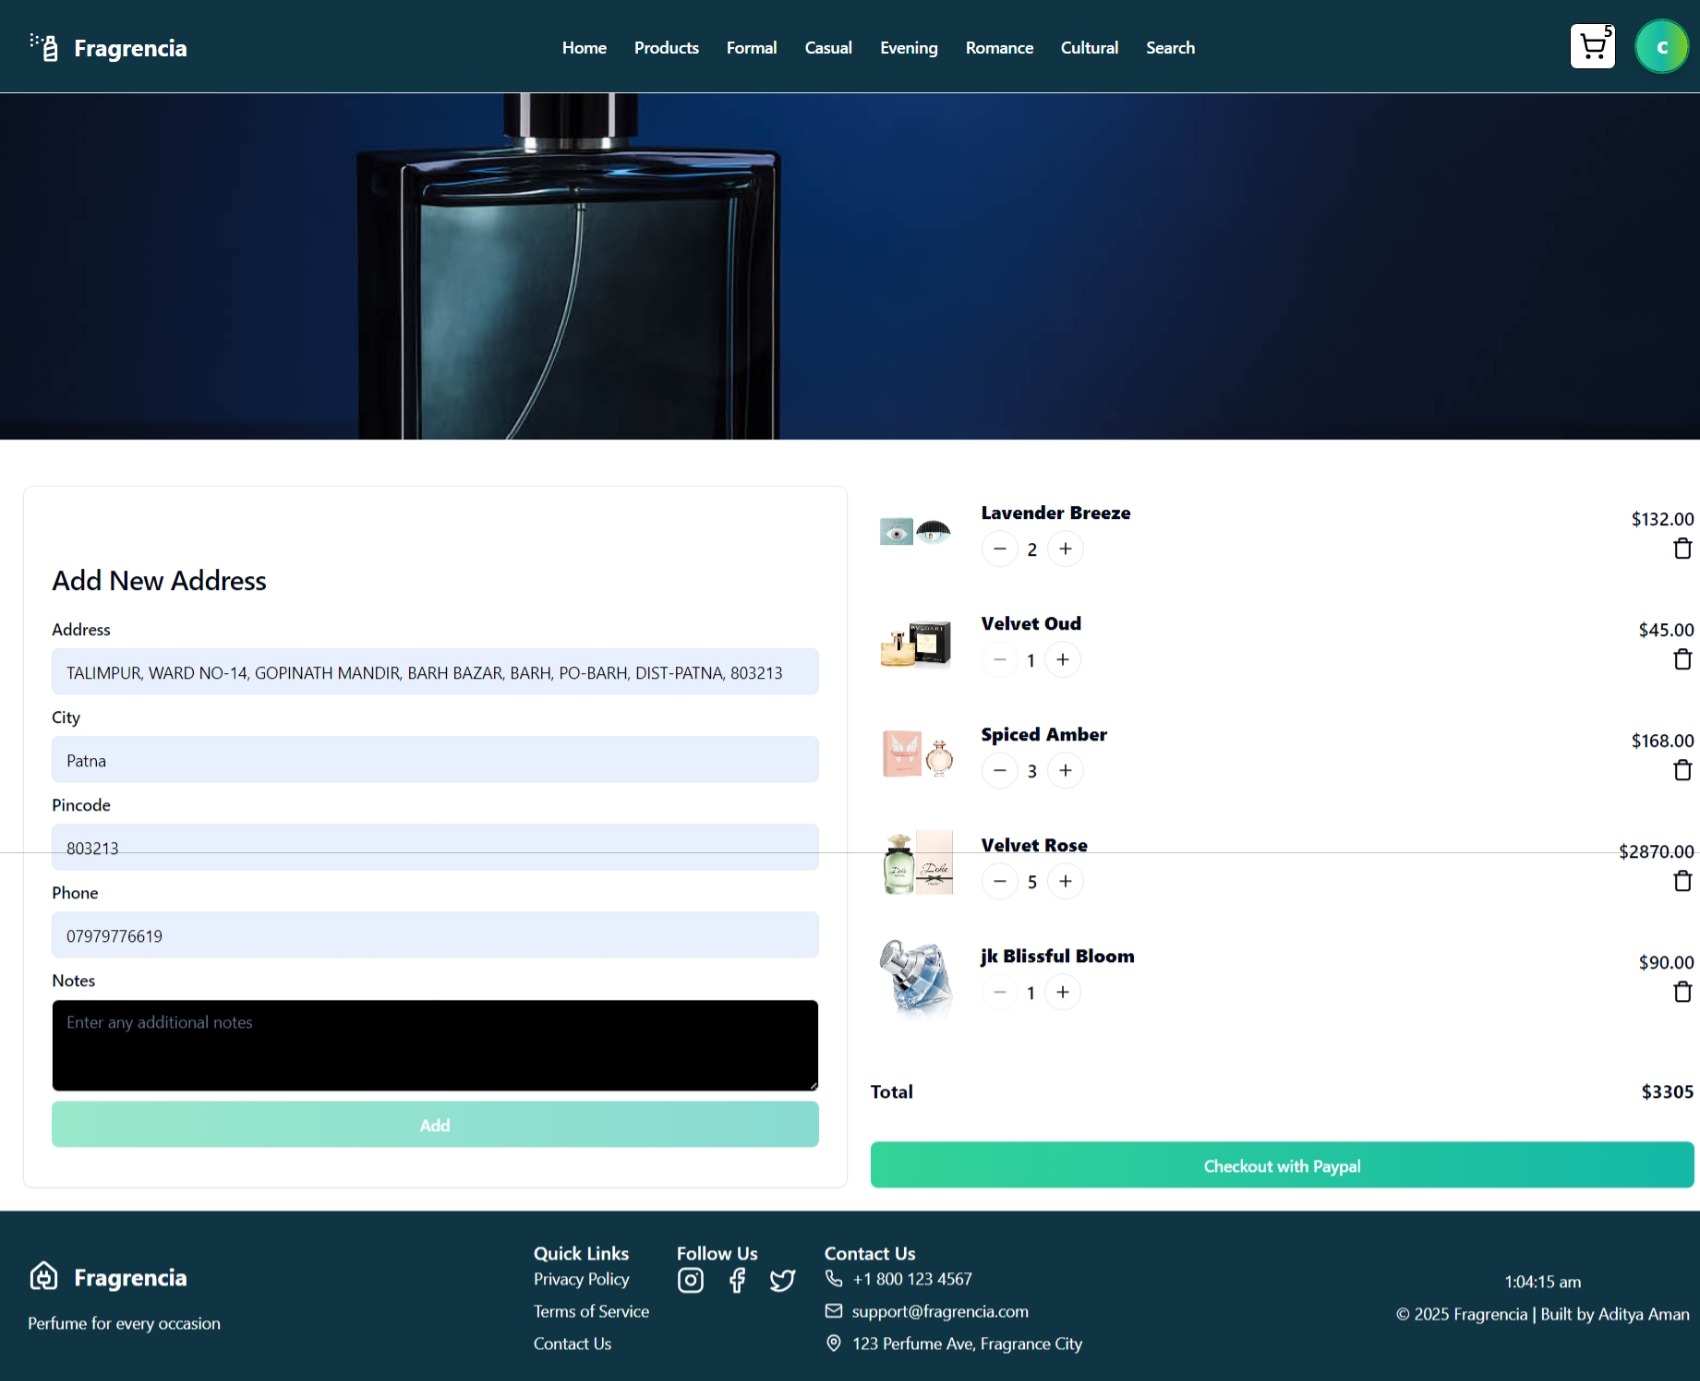 Fragrencia
Home Products Formal Casual Evening Romance Cultural Search
5
C
Add New Address
Address
TALIMPUR, WARD NO-14, GOPINATH MANDIR, BARH BAZAR, BARH, PO-BARH, DIST-PATNA, 803213
City
Patna
Pincode
803213
Phone
07979776619
Notes
Enter any additional notes
Add
Lavender Breeze
$132.00
2
Velvet Oud
$45.00
1
Spiced Amber
$168.00
3
Velvet Rose
$2870.00
5
jk Blissful Bloom
$90.00
1
Total $3305
Checkout with Paypal
Fragrencia
Perfume for every occasion
Quick Links
Privacy Policy
Terms of Service
Contact Us
Follow Us
Contact Us
+1 800 123 4567
support@fragrencia.com
123 Perfume Ave, Fragrance City
1:04:15 am
© 2025 Fragrencia | Built by Aditya Aman